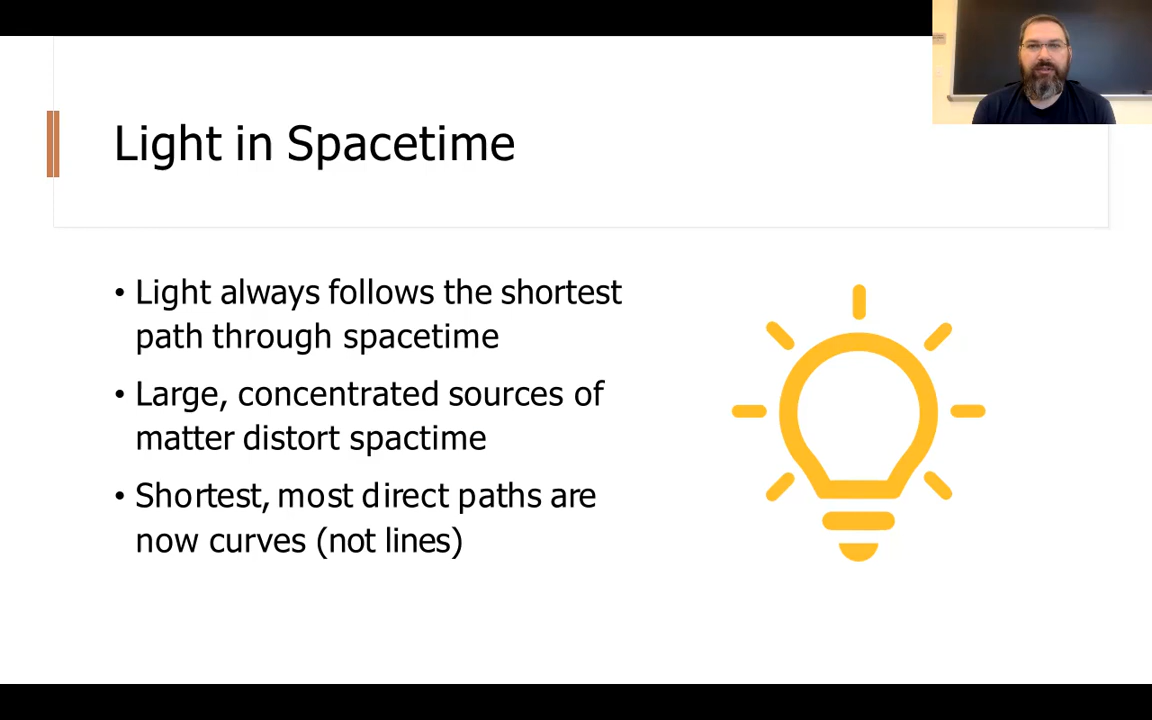 Light in Spacetime
• Light always follows the shortest
path through spacetime
• Large, concentrated sources of
matter distort spactime
• Shortest, most direct paths are
now curves (not lines)